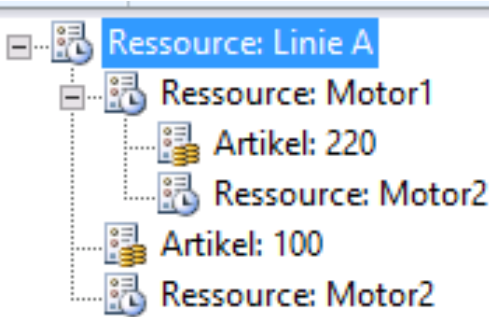 Ressource: Linie A
Ressource: Motor1
Artikel: 220
Ressource: Motor2
Artikel: 100
Ressource: Motor2